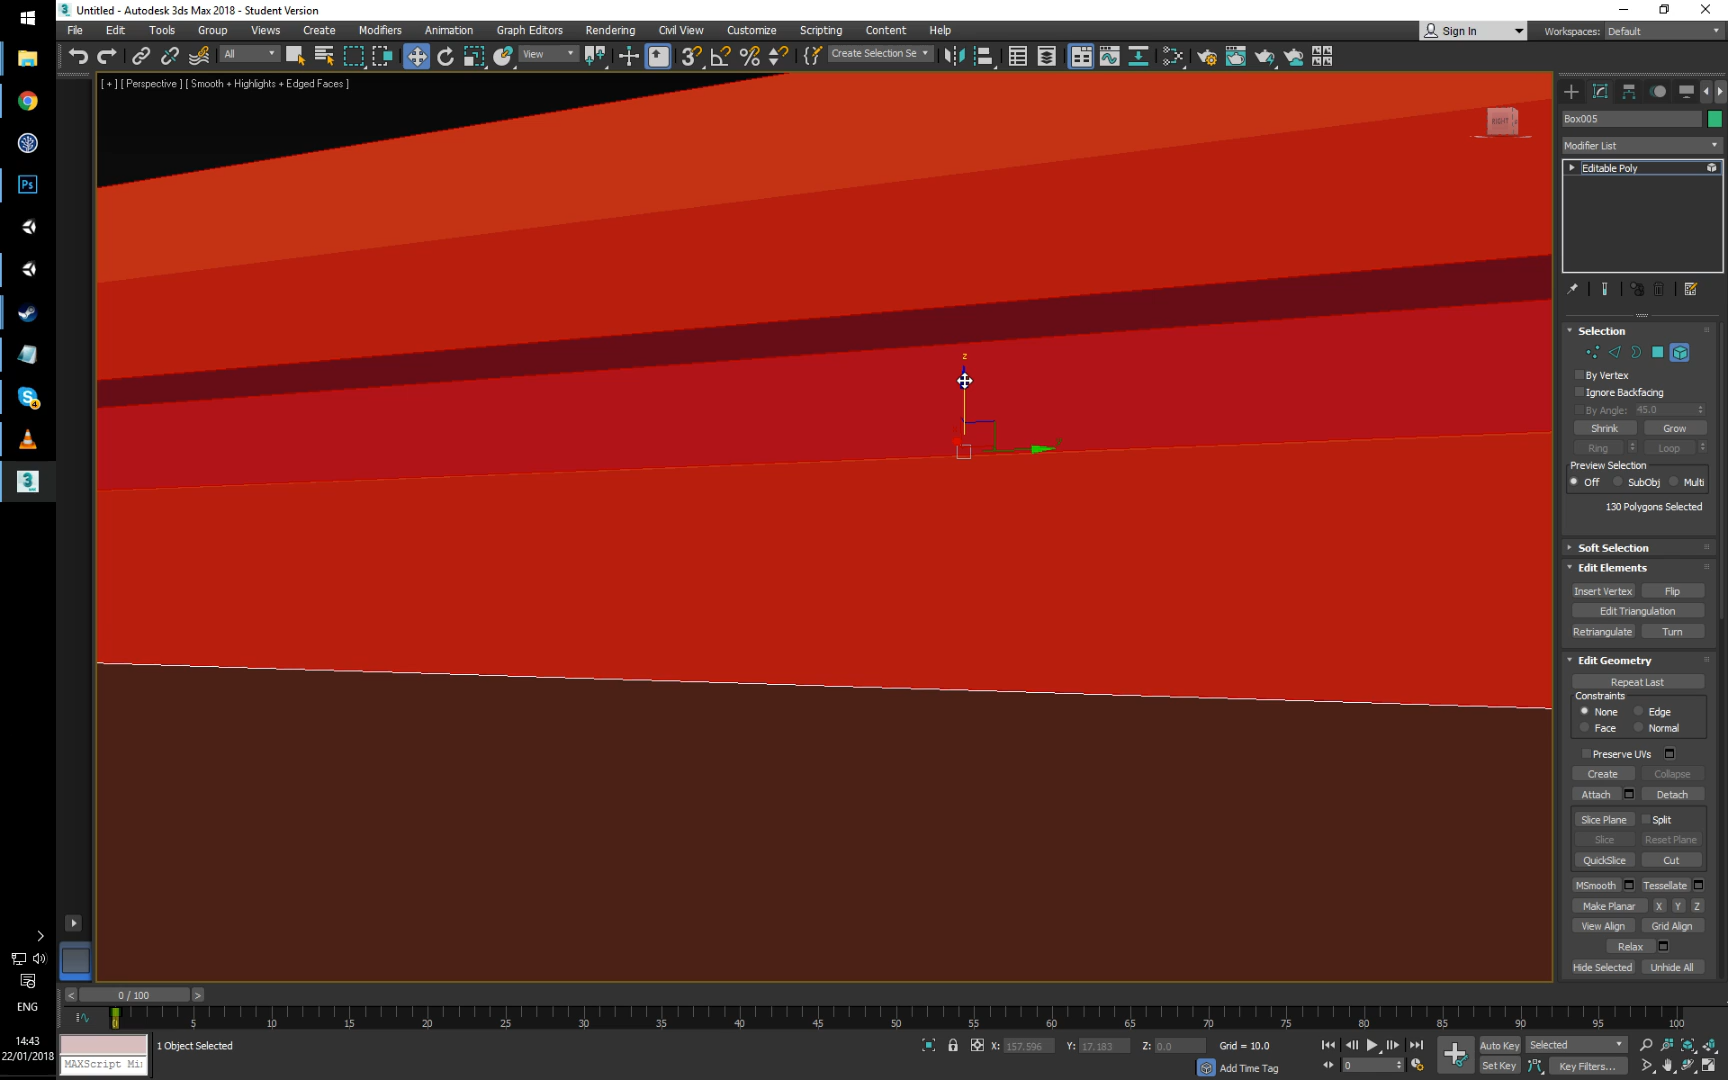 Untitled - Autodesk 3ds Max 2018 - Student Version
File Edit Tools Group Views Create Modifiers Animation Graph Editors Rendering Civil View Customize Scripting Content Help
Sign In Workspaces: Default
All View Create Selection Se
[ + ] [ Perspective ] [ Smooth + Highlights + Edged Faces ]
RIGHT
Box005
Modifier List
Editable Poly
Ps
z
Selection
By Vertex
Ignore Backfacing
By Angle: 45.0
Shrink Grow
Ring Loop
Preview Selection
Off SubObj Multi
130 Polygons Selected
Soft Selection
Edit Elements
Insert Vertex Flip
Edit Triangulation
Retriangulate Turn
Edit Geometry
Repeat Last
Constraints
None Edge
Face Normal
Preserve UVs
Create Collapse
Attach Detach
Slice Plane Split
Slice Reset Plane
QuickSlice Cut
MSmooth Tessellate
Make Planar X Y Z
View Align Grid Align
Relax
Hide Selected Unhide All
< 0 / 100 >
0 5 10 15 20 25 30 35 40 45 50 55 60 65 70 75 80 85 90 95 100
ENG
14:43
22/01/2018
1 Object Selected
MAXScript Mi
X: 157.596 Y: 17.183 Z: 0.0 Grid = 10.0
Add Time Tag
0
Auto Key Selected
Set Key Key Filters...